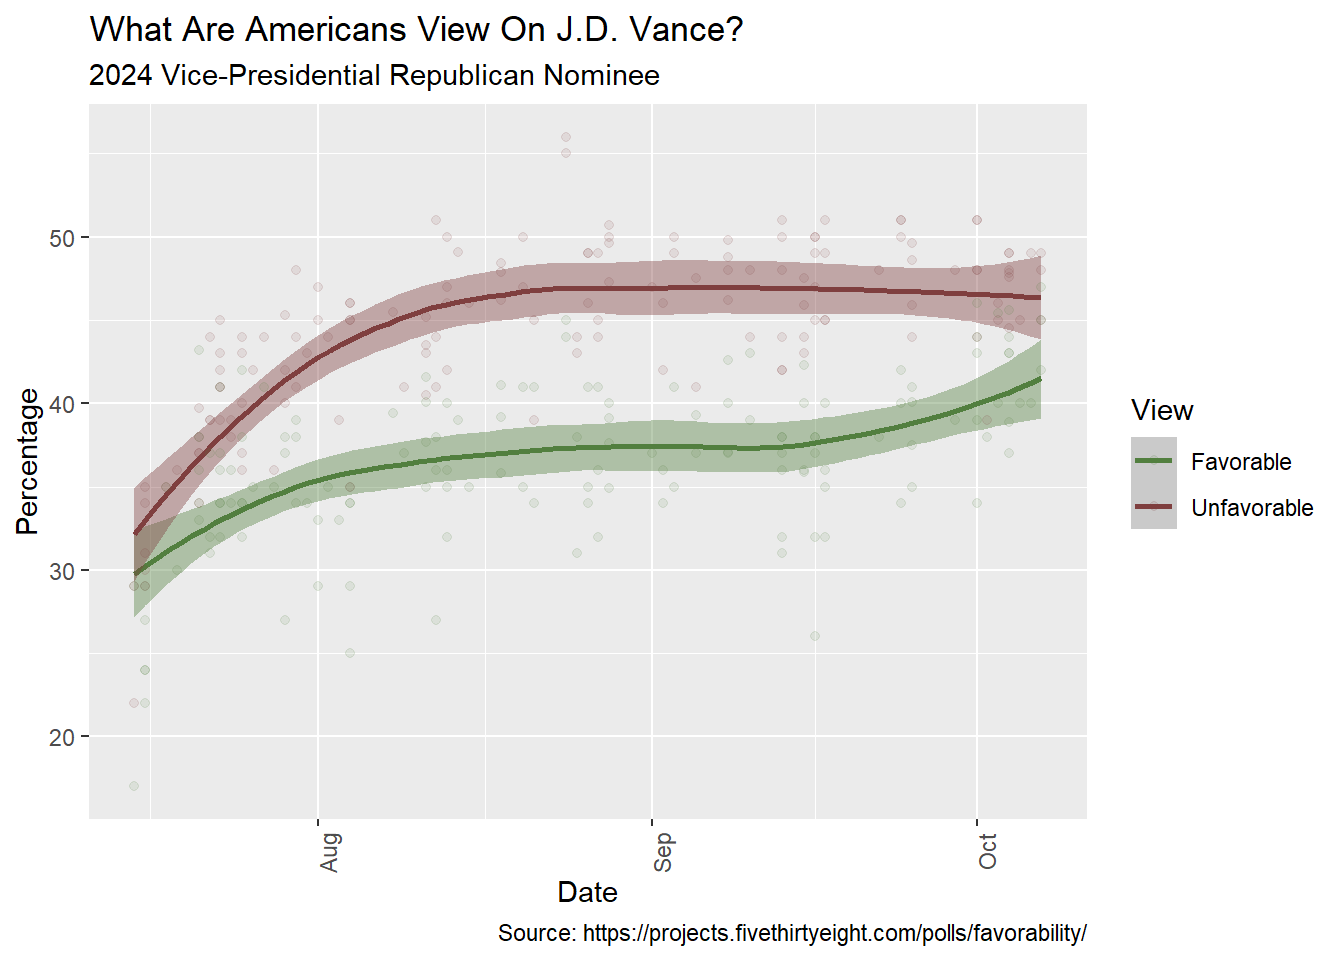 What Are Americans View On J.D. Vance?
2024 Vice-Presidential Republican Nominee
Percentage
50
40
30
20
Aug
Sep
Oct
Date
View
Favorable
Unfavorable
Source: https://projects.fivethirtyeight.com/polls/favorability/